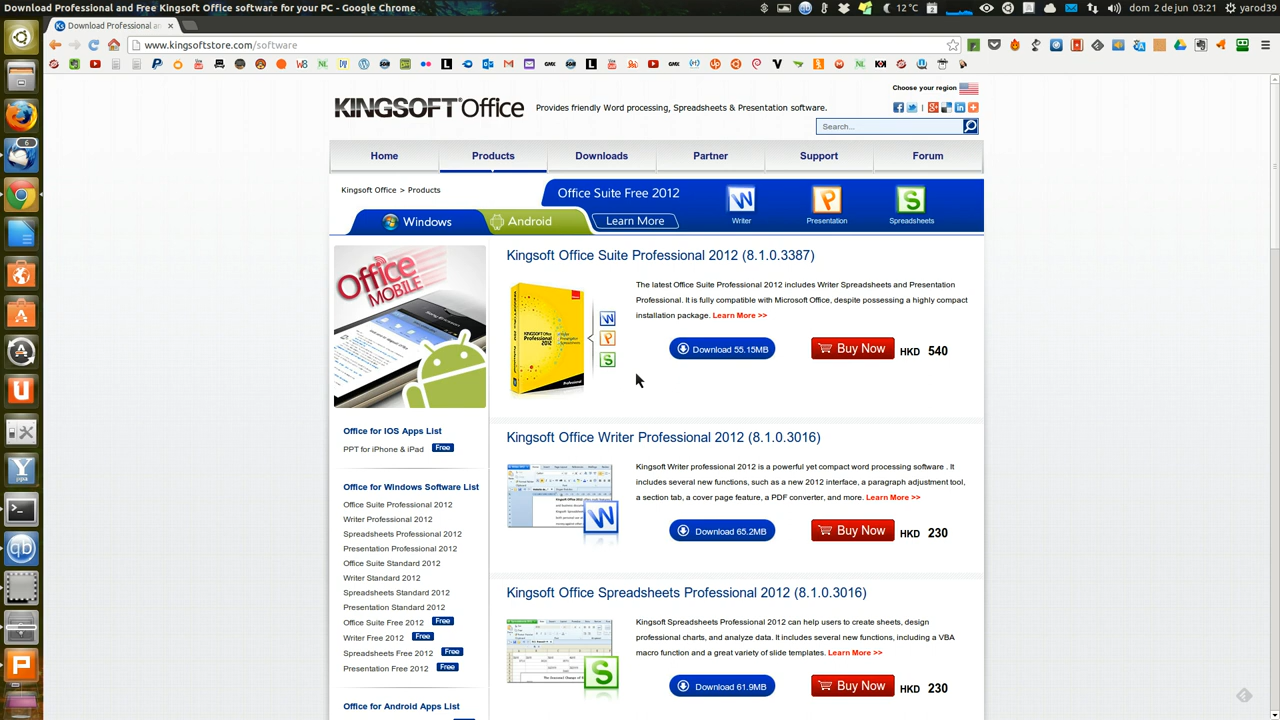 Download Professional and Free Kingsoft Office software for your PC - Google Chrome
12 °C
dom 2 de jun 03:21
yarod39
Download Professional an
www.kingsoftstore.com/software
Choose your region
KINGSOFT Office
Provides friendly Word processing, Spreadsheets & Presentation software.
Search...
Home
Products
Downloads
Partner
Support
Forum
Kingsoft Office > Products
Office Suite Free 2012
Windows
Android
Learn More
Writer
Presentation
Spreadsheets
OFFICE
MOBILE
Office for IOS Apps List
PPT for iPhone & iPad Free
Office for Windows Software List
Office Suite Professional 2012
Writer Professional 2012
Spreadsheets Professional 2012
Presentation Professional 2012
Office Suite Standard 2012
Writer Standard 2012
Spreadsheets Standard 2012
Presentation Standard 2012
Office Suite Free 2012 Free
Writer Free 2012 Free
Spreadsheets Free 2012 Free
Presentation Free 2012 Free
Office for Android Apps List
Kingsoft Office Suite Professional 2012 (8.1.0.3387)
The latest Office Suite Professional 2012 includes Writer Spreadsheets and Presentation
Professional. It is fully compatible with Microsoft Office, despite possessing a highly compact
installation package. Learn More >>
Download 55.15MB
Buy Now
HKD 540
Kingsoft Office Writer Professional 2012 (8.1.0.3016)
Kingsoft Writer professional 2012 is a powerful yet compact word processing software . It
includes several new functions, such as a new 2012 interface, a paragraph adjustment tool,
a section tab, a cover page feature, a PDF converter, and more. Learn More >>
Download 65.2MB
Buy Now
HKD 230
Kingsoft Office Spreadsheets Professional 2012 (8.1.0.3016)
Kingsoft Spreadsheets Professional 2012 can help users to create sheets, design
professional charts, and analyze data. It includes several new functions, including a VBA
macro function and a great variety of slide templates. Learn More >>
Download 61.9MB
Buy Now
HKD 230